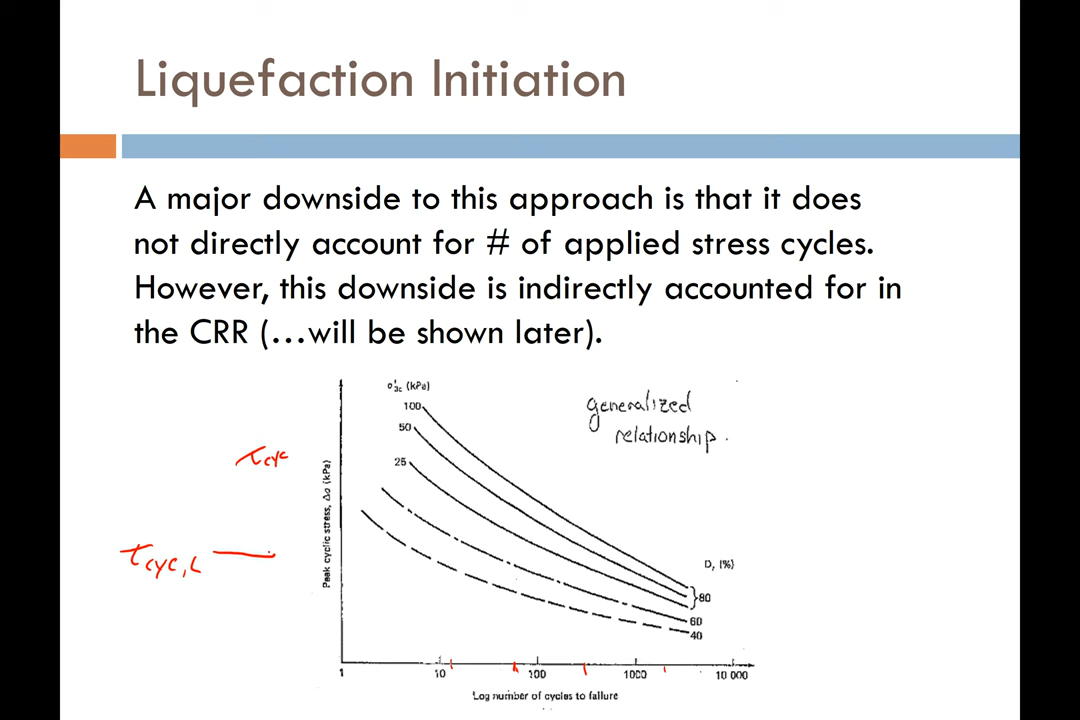 Liquefaction Initiation
A major downside to this approach is that it does
not directly account for # of applied stress cycles.
However, this downside is indirectly accounted for in
the CRR (…will be shown later).
σ'3c (kPa)
100
50
25
generalized
relationship.
τcyc
τcyc,L
Peak cyclic stress, Δσ (kPa)
Dr (%)
80
60
40
1 10 100 1000 10 000
Log number of cycles to failure